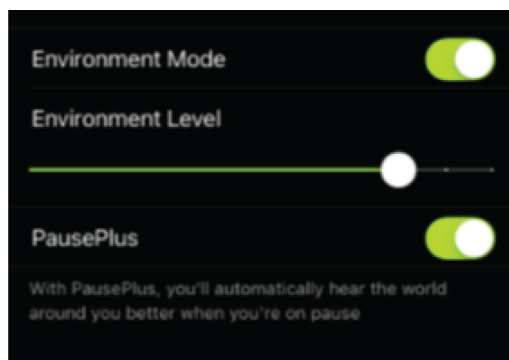 Environment Mode
Environment Level
PausePlus
With PausePlus, you'll automatically hear the world
around you better when you're on pause